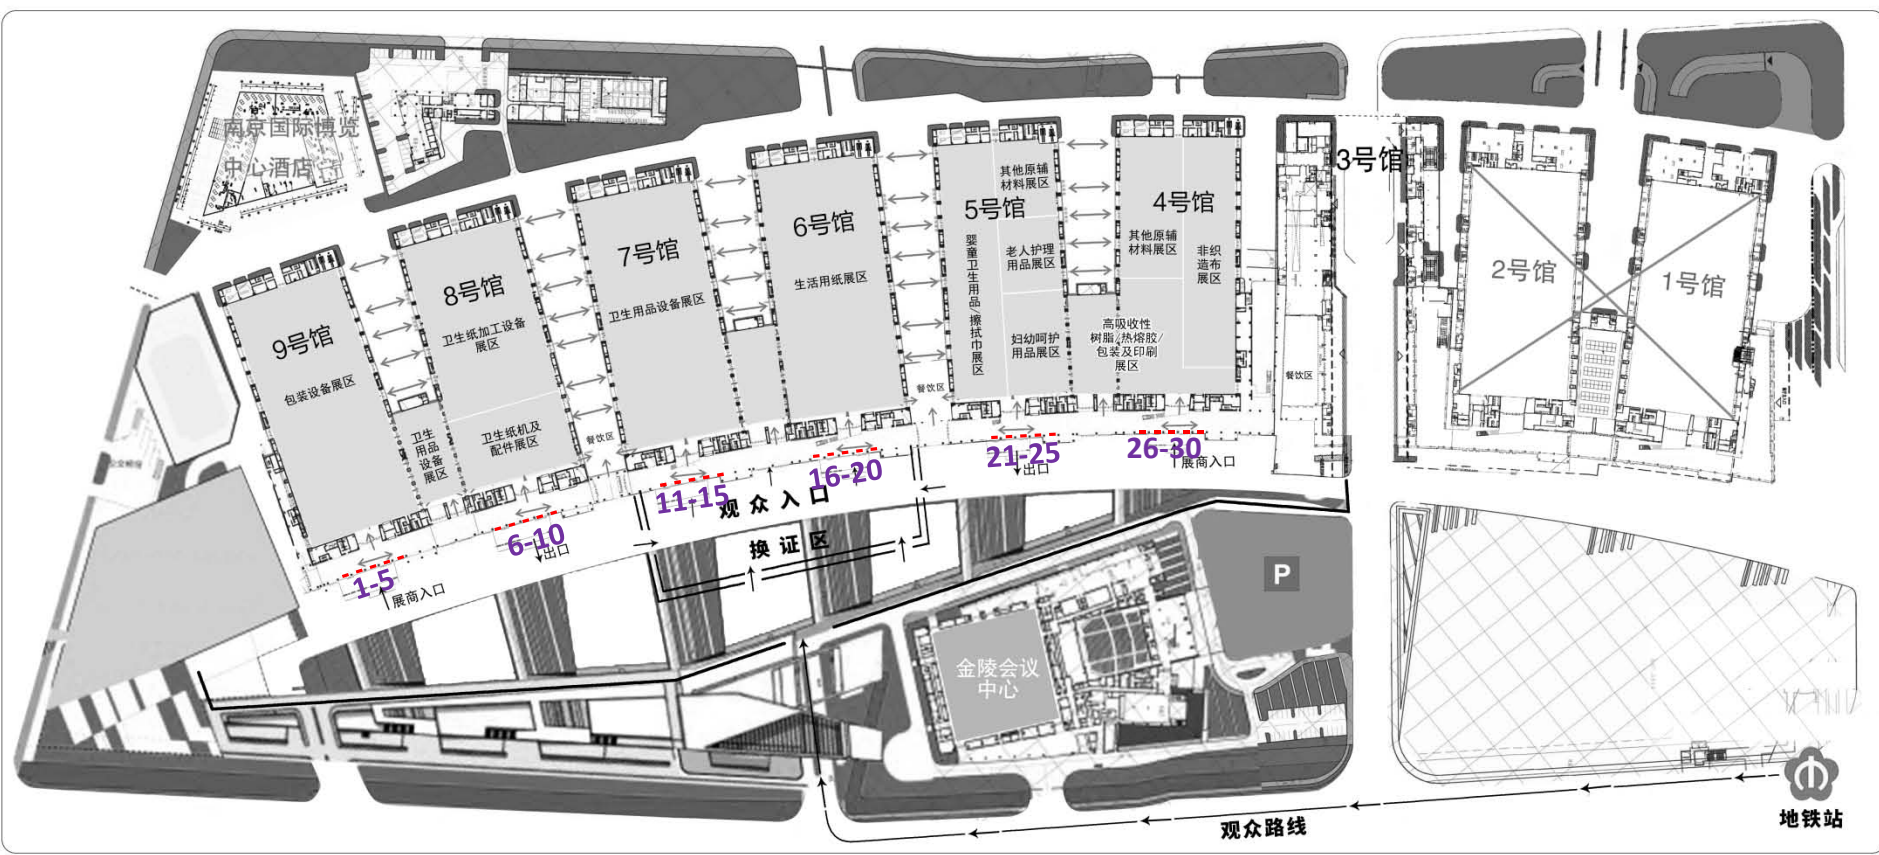 南京国际博览
中心酒店
9号馆
包装设备展区
8号馆
卫生纸加工设备
展区
卫生
用品
设备
展区
卫生纸机及
配件展区
7号馆
卫生用品设备展区
餐饮区
6号馆
生活用纸展区
餐饮区
5号馆
其他原辅
材料展区
婴童卫生用品/擦拭巾展区
老人护理
用品展区
妇幼呵护
用品展区
4号馆
其他原辅
材料展区
非织
造布
展区
高吸收性
树脂/热熔胶/
包装及印刷
展区
餐饮区
3号馆
2号馆
1号馆
1-5
6-10
11-15
16-20
21-25
26-30
展商入口
出口
观众入口
换证区
出口
展商入口
P
金陵会议
中心
观众路线
地铁站